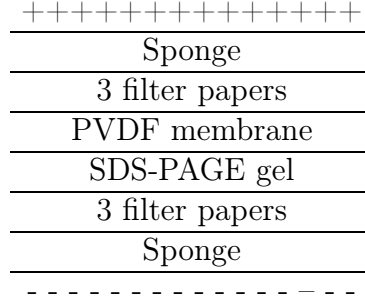 ++++++++++++++
Sponge
3 filter papers
PVDF membrane
SDS-PAGE gel
3 filter papers
Sponge
- - - - - - - - - - - - - – - -